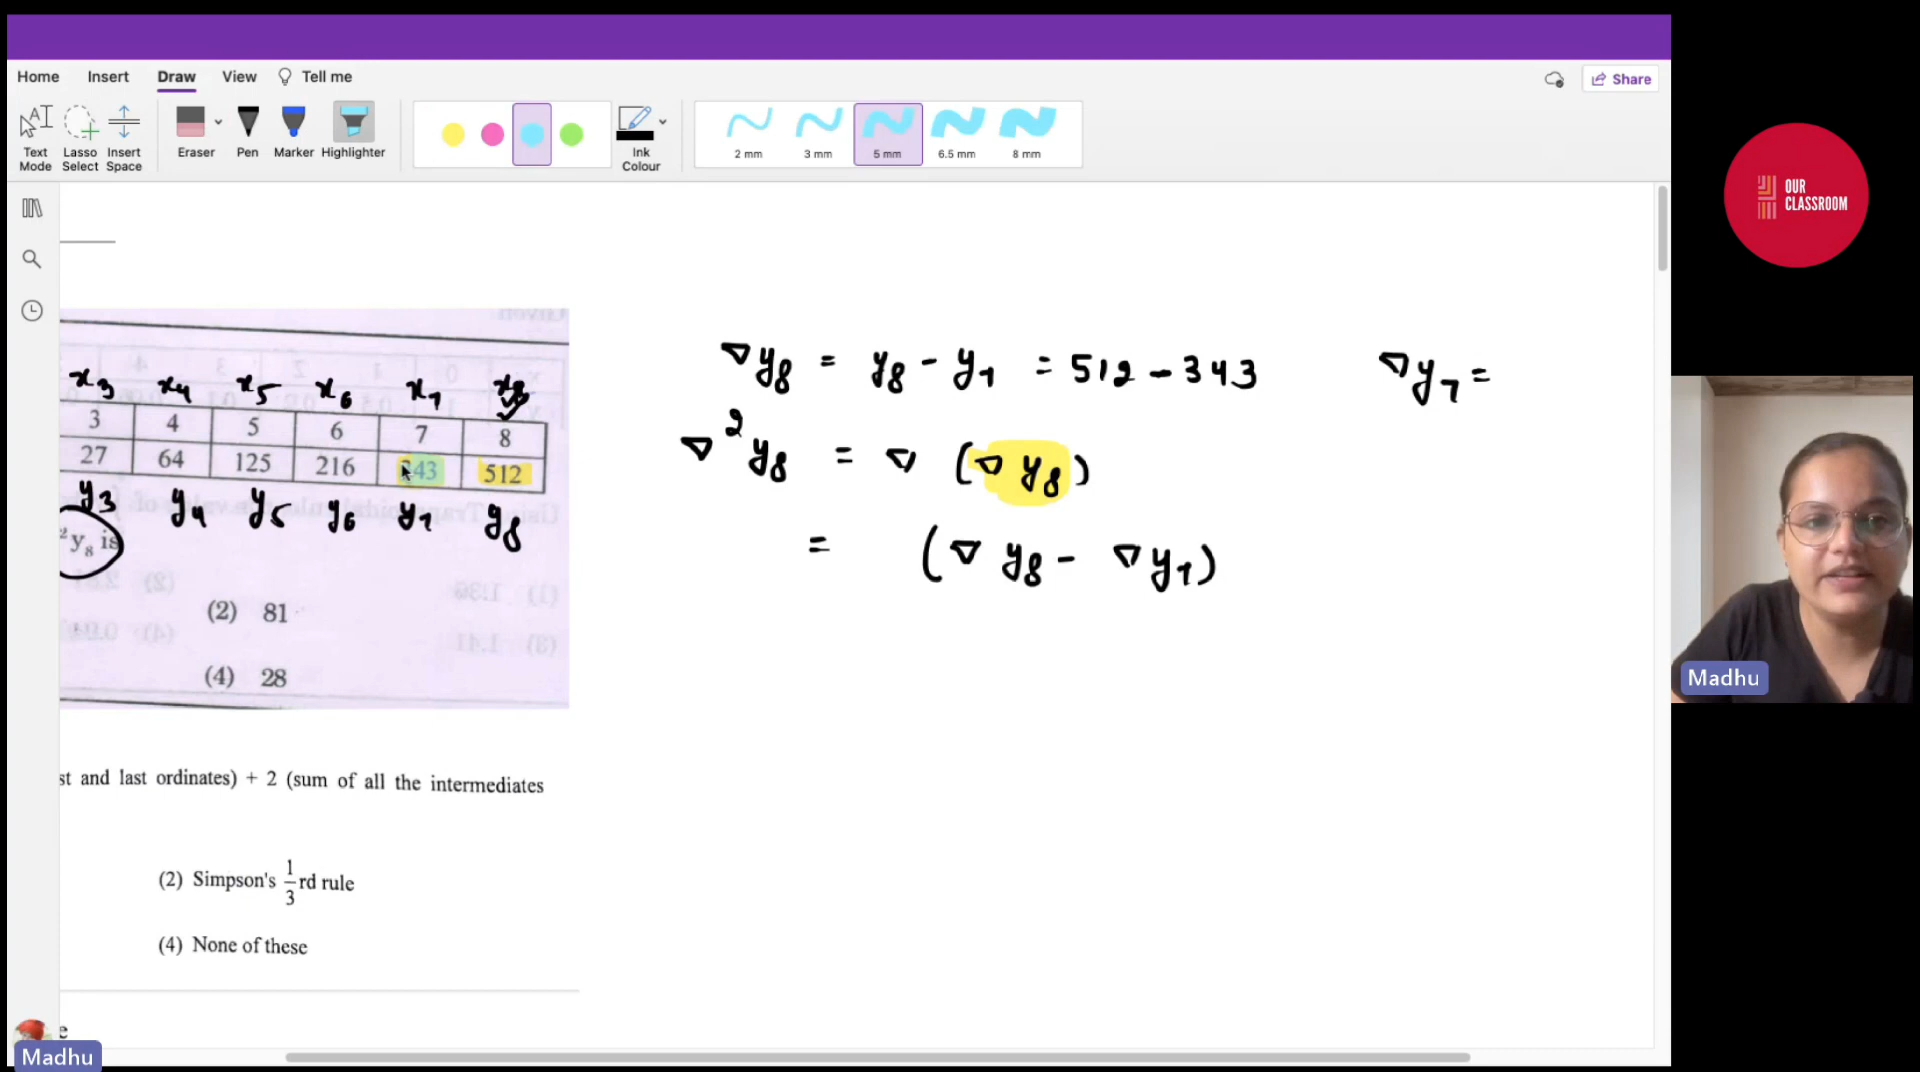 Home Insert Draw View Tell me
Share
Text Mode
Lasso Select
Insert Space
Eraser
Pen
Marker
Highlighter
Ink Colour
2 mm
3 mm
5 mm
6.5 mm
8 mm
OUR CLASSROOM
x3 x4 x5 x6 x7 x8
3 4 5 6 7 8
27 64 125 216 343 512
y3 y4 y5 y6 y7 y8
²y₈ is
(2) 81
(4) 28
∇y8 = y8 - y7 = 512 - 343
∇y7 =
∇²y8 = ∇ (∇ y8)
= (∇ y8 - ∇ y7)
st and last ordinates) + 2 (sum of all the intermediates
(2) Simpson's 1/3 rd rule
(4) None of these
e
Madhu
Madhu